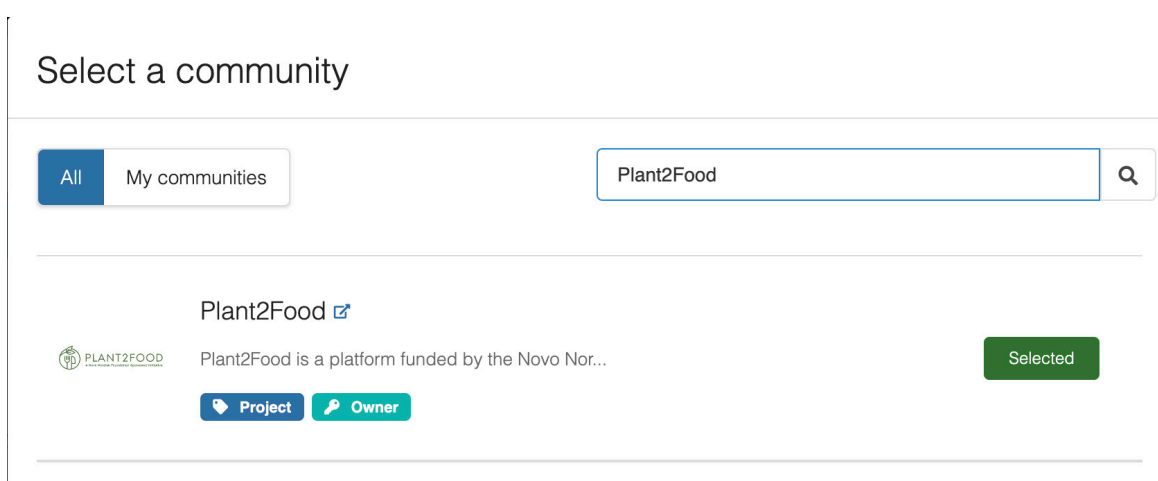 Select a community
All My communities Plant2Food
Plant2Food
PLANT2FOOD
Plant2Food is a platform funded by the Novo Nor...
Selected
Project Owner